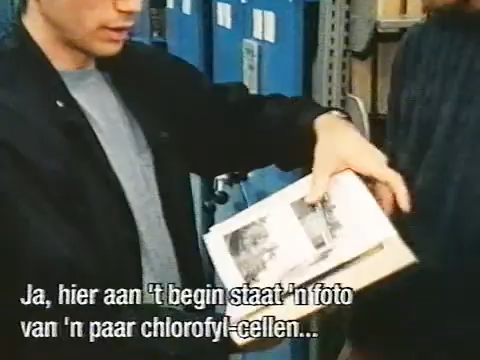 Ja, hier aan 't begin staat 'n foto
van 'n paar chlorofyl-cellen...